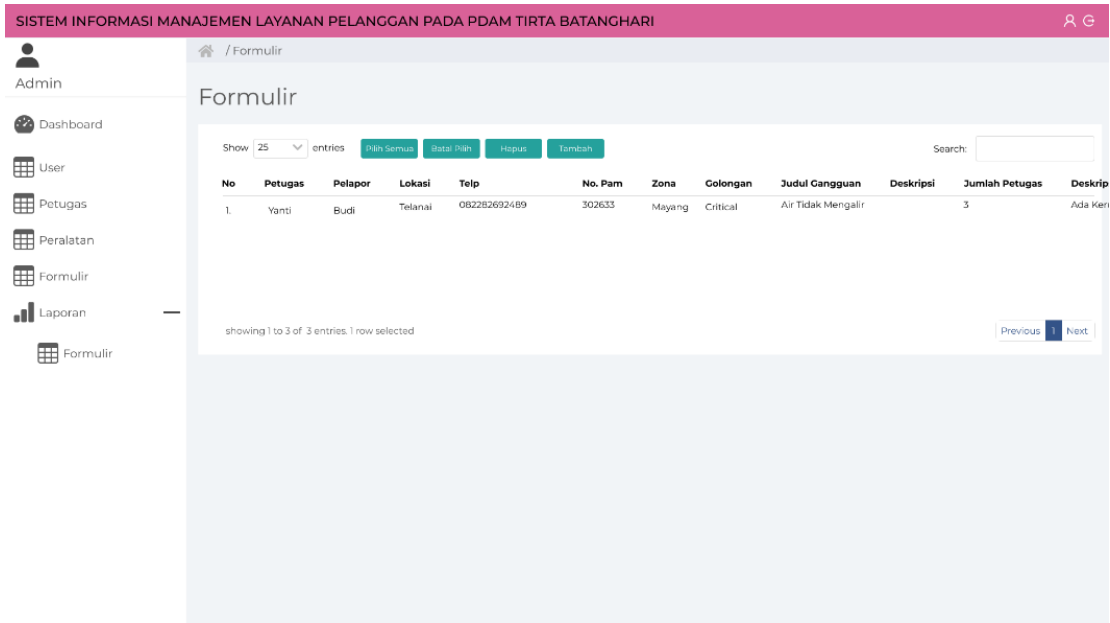 SISTEM INFORMASI MANAJEMEN LAYANAN PELANGGAN PADA PDAM TIRTA BATANGHARI
Admin
Dashboard
User
Petugas
Peralatan
Formulir
Laporan
Formulir
/ Formulir
Formulir
Show 25 entries Pilih Semua Batal Pilih Hapus Tambah Search:
No Petugas Pelapor Lokasi Telp No. Pam Zona Golongan Judul Gangguan Deskripsi Jumlah Petugas Deskrip
1. Yanti Budi Telanai 082282692489 302633 Mayang Critical Air Tidak Mengalir 3 Ada Ker
showing 1 to 3 of 3 entries. 1 row selected
Previous 1 Next